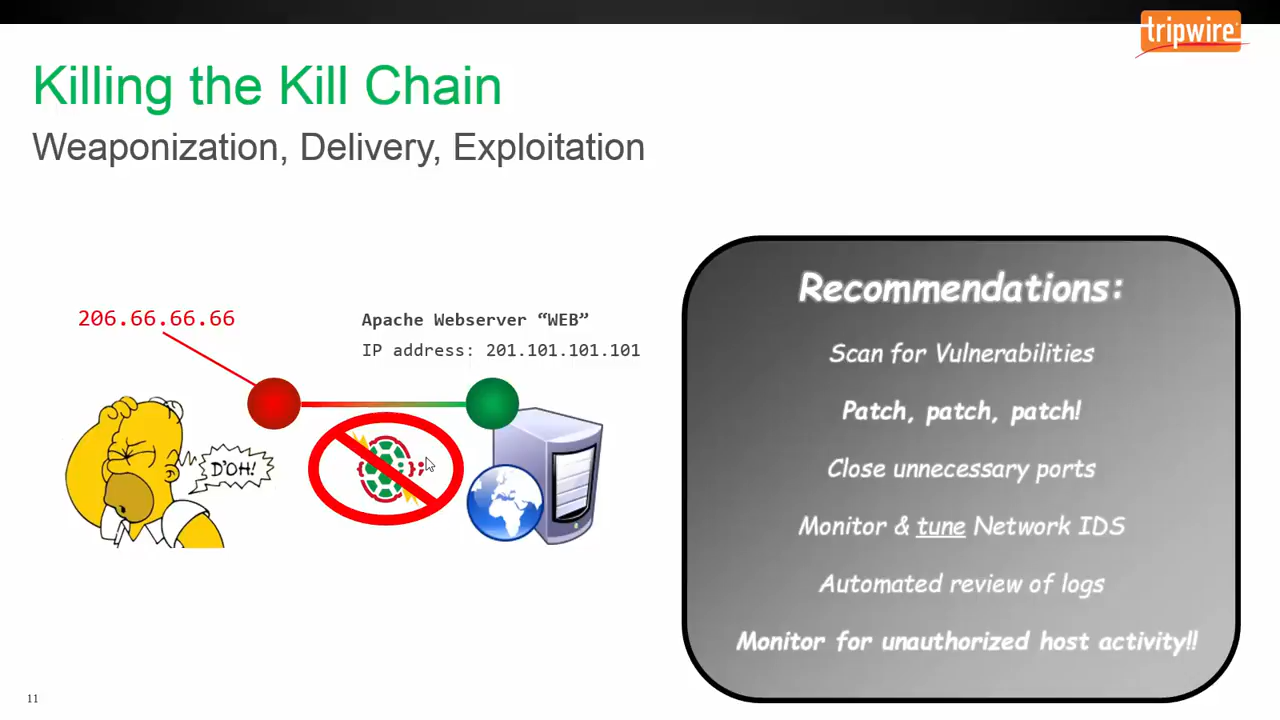 tripwire
Killing the Kill Chain
Weaponization, Delivery, Exploitation
206.66.66.66
Apache Webserver “WEB”
IP address: 201.101.101.101
D'OH!
Recommendations:
Scan for Vulnerabilities
Patch, patch, patch!
Close unnecessary ports
Monitor & tune Network IDS
Automated review of logs
Monitor for unauthorized host activity!!
11